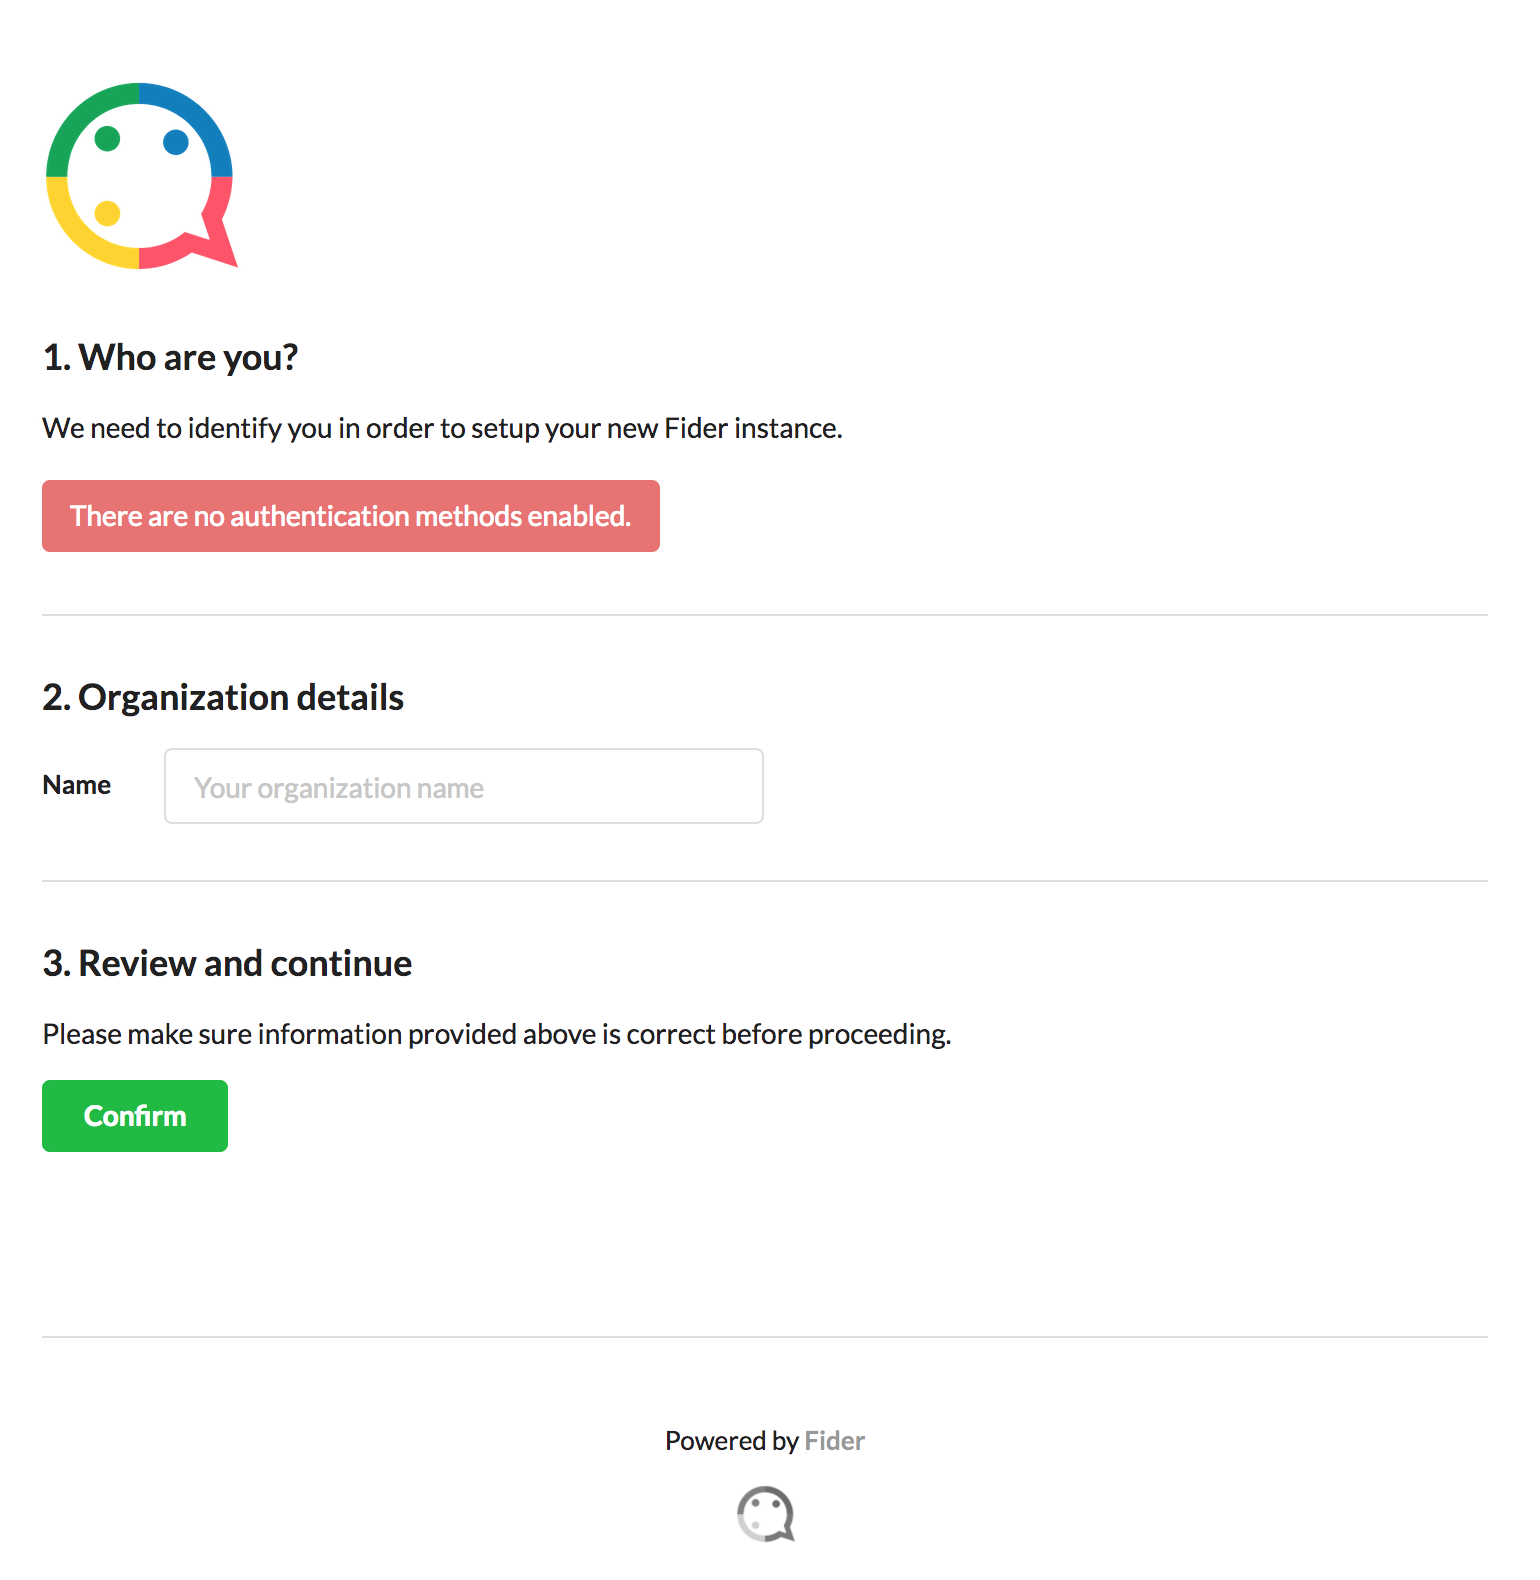 1. Who are you?
We need to identify you in order to setup your new Fider instance.
There are no authentication methods enabled.
2. Organization details
Name
Your organization name
3. Review and continue
Please make sure information provided above is correct before proceeding.
Confirm
Powered by Fider